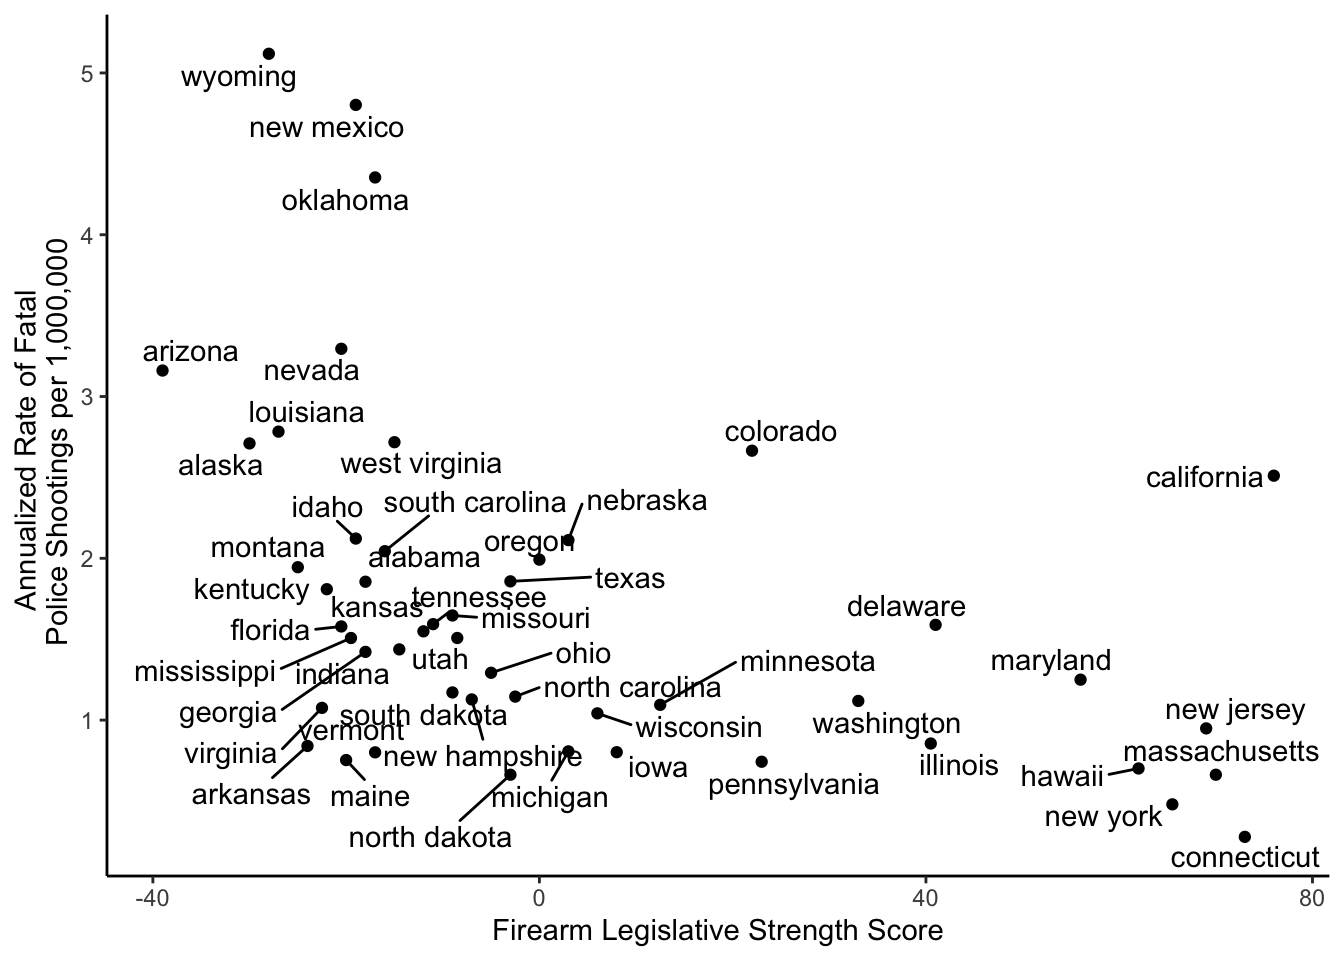 5
4
3
2
1
Annualized Rate of Fatal
Police Shootings per 1,000,000
wyoming
new mexico
oklahoma
arizona
nevada
louisiana
alaska
west virginia
colorado
california
idaho
south carolina
nebraska
montana
alabama
oregon
kentucky
texas
kansas
tennessee
delaware
florida
missouri
mississippi
indiana
utah
ohio
minnesota
maryland
georgia
south dakota
north carolina
new jersey
virginia
vermont
wisconsin
washington
new hampshire
massachusetts
iowa
illinois
hawaii
arkansas
maine
michigan
pennsylvania
new york
north dakota
connecticut
-40
0
40
80
Firearm Legislative Strength Score